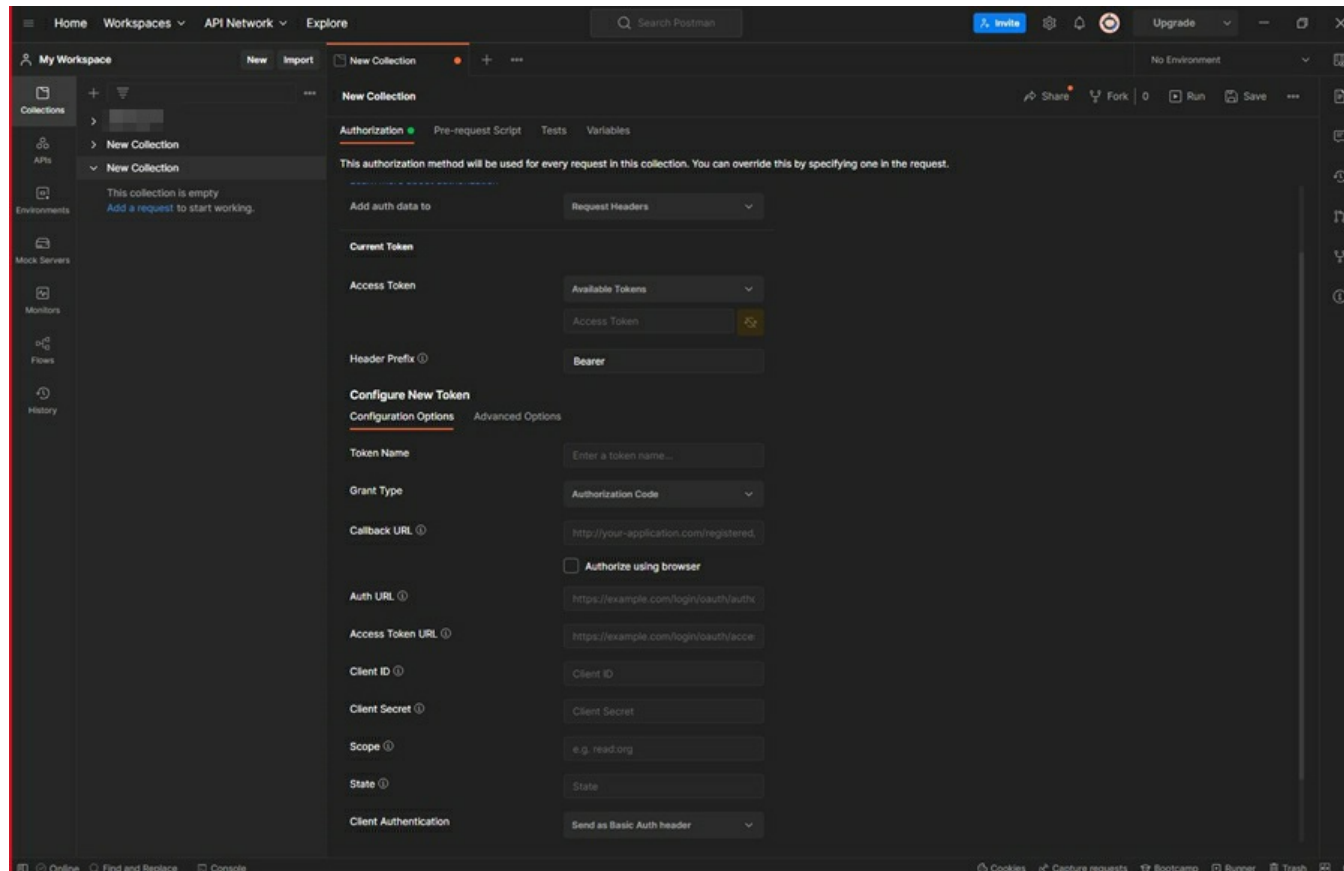 Home Workspaces API Network Explore Search Postman Invite Upgrade
My Workspace New Import New Collection No Environment
Collections
New Collection
New Collection
This collection is empty
Add a request to start working.
APIs
Environments
Mock Servers
Monitors
Flows
History
New Collection Share Fork 0 Run Save
Authorization Pre-request Script Tests Variables
This authorization method will be used for every request in this collection. You can override this by specifying one in the request.
Add auth data to Request Headers
Current Token
Access Token Available Tokens
Access Token
Header Prefix Bearer
Configure New Token
Configuration Options Advanced Options
Token Name Enter a token name...
Grant Type Authorization Code
Callback URL http://your-application.com/registered,
Authorize using browser
Auth URL https://example.com/login/oauth/autho
Access Token URL https://example.com/login/oauth/acce
Client ID Client ID
Client Secret Client Secret
Scope e.g. read:org
State State
Client Authentication Send as Basic Auth header
Online Find and Replace Console Cookies Capture requests Bootcamp Runner Trash